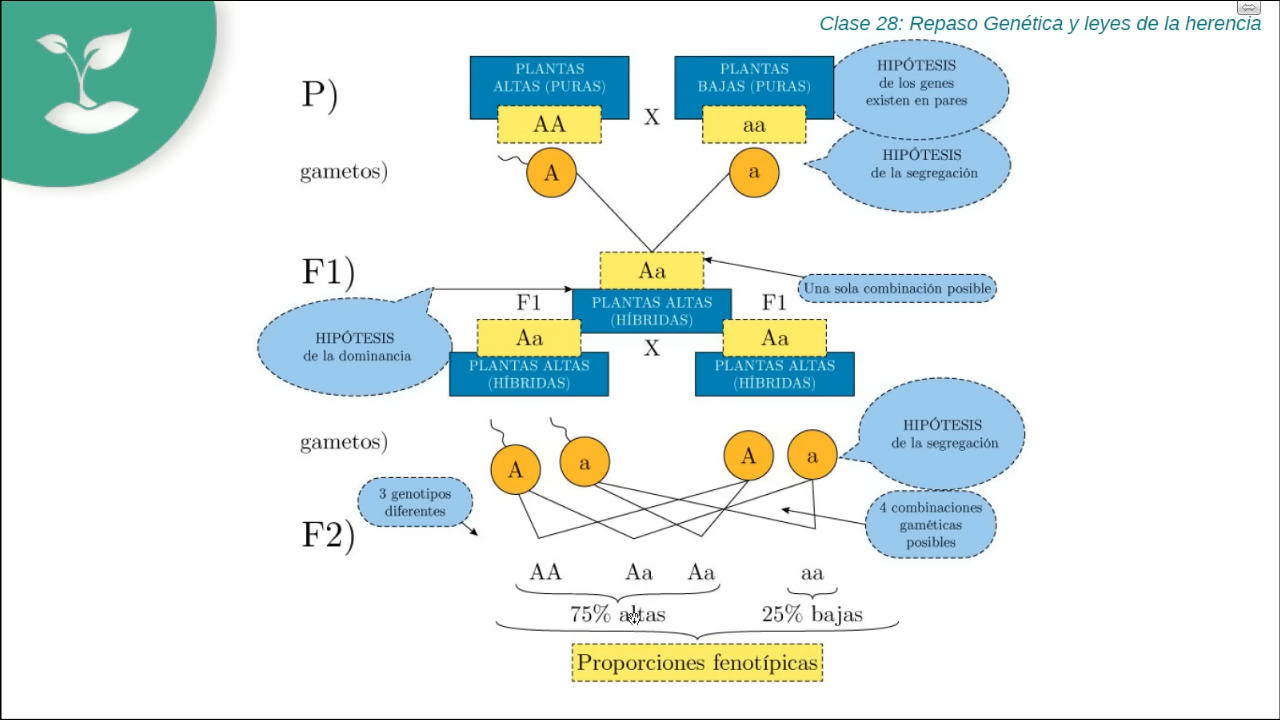 Clase 28: Repaso Genética y leyes de la herencia
P)
PLANTAS
ALTAS (PURAS)
AA
X
PLANTAS
BAJAS (PURAS)
aa
HIPÓTESIS
de los genes
existen en pares
gametos)
A
a
HIPÓTESIS
de la segregación
F1)
Aa
PLANTAS ALTAS
(HÍBRIDAS)
Una sola combinación posible
HIPÓTESIS
de la dominancia
F1
Aa
PLANTAS ALTAS
(HÍBRIDAS)
X
F1
Aa
PLANTAS ALTAS
(HÍBRIDAS)
gametos)
A
a
A
a
HIPÓTESIS
de la segregación
3 genotipos
diferentes
4 combinaciones
gaméticas
posibles
F2)
AA Aa Aa aa
75% altas 25% bajas
Proporciones fenotípicas